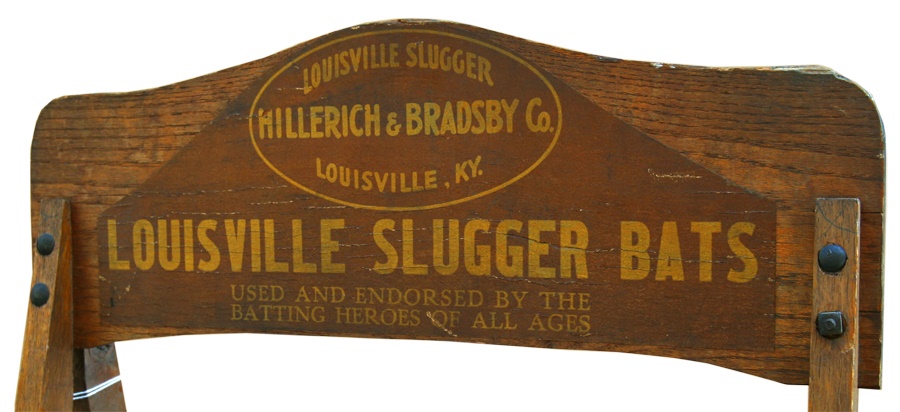 LOUISVILLE SLUGGER
HILLERICH & BRADSBY CO.
LOUISVILLE, KY.
LOUISVILLE SLUGGER BATS
USED AND ENDORSED BY THE
BATTING HEROES OF ALL AGES